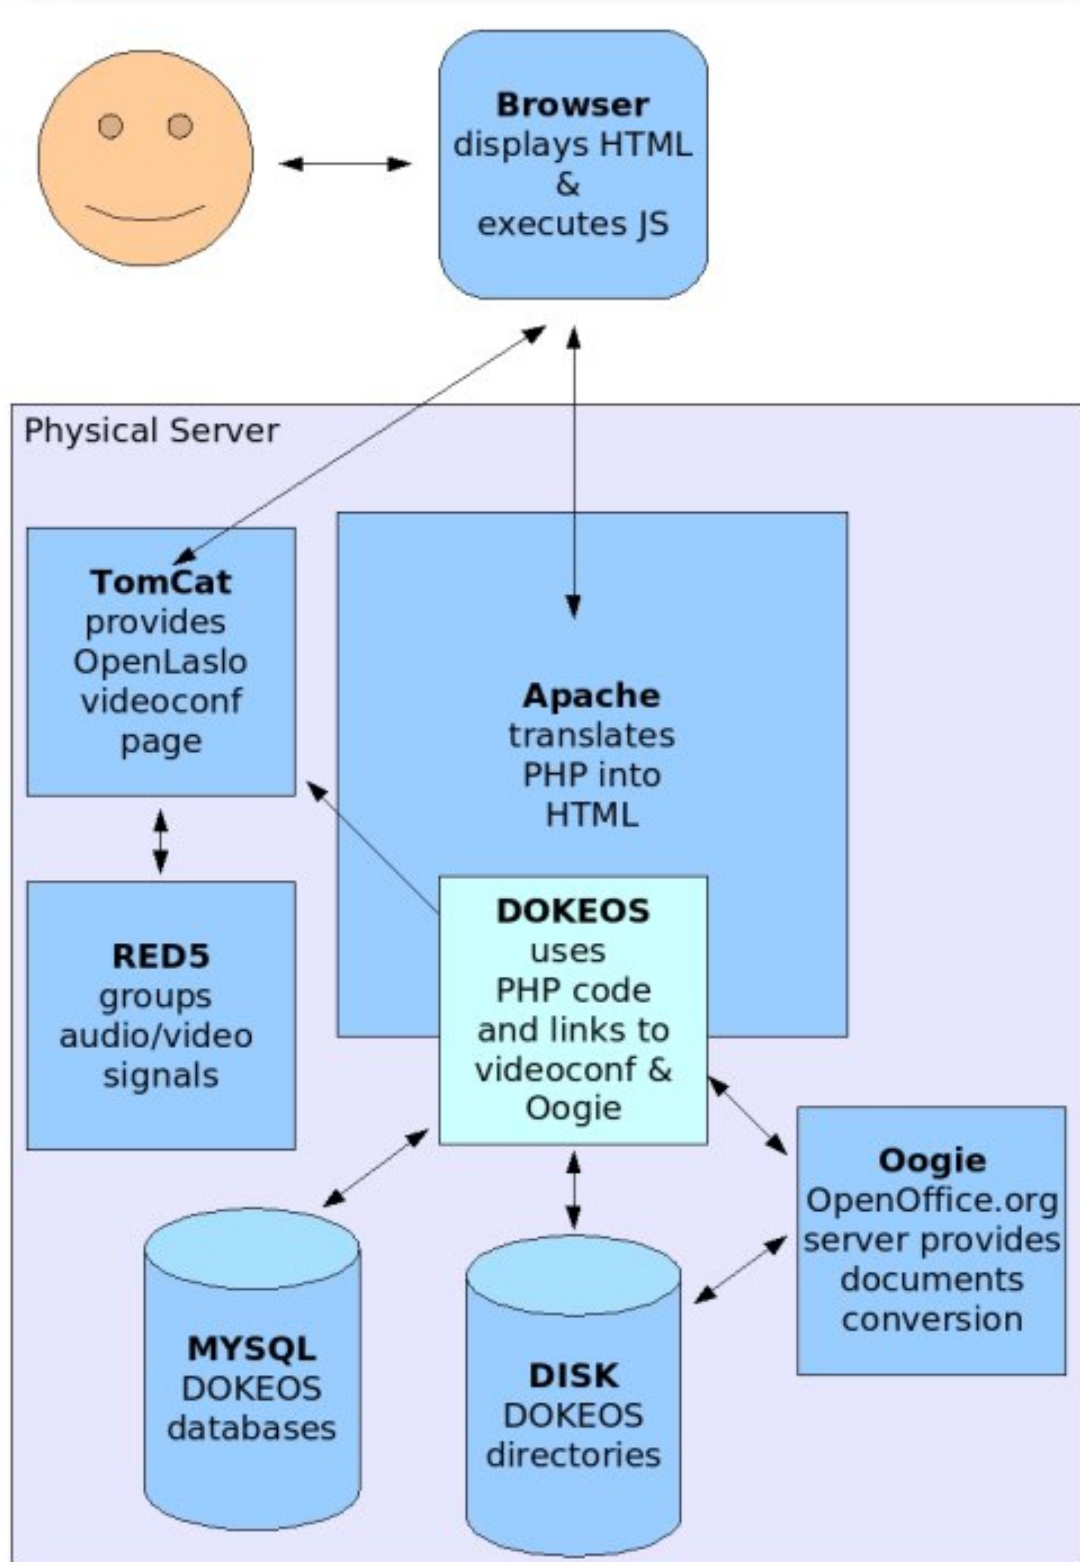 Browser
displays HTML
&
executes JS
Physical Server
TomCat
provides
OpenLaslo
videoconf
page
Apache
translates
PHP into
HTML
DOKEOS
uses
PHP code
and links to
videoconf &
Oogie
RED5
groups
audio/video
signals
Oogie
OpenOffice.org
server provides
documents
conversion
MYSQL
DOKEOS
databases
DISK
DOKEOS
directories